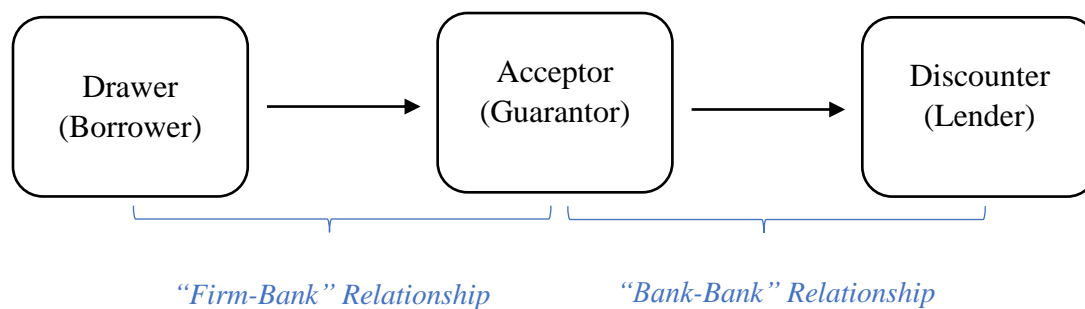 Drawer
(Borrower)
Acceptor
(Guarantor)
Discounter
(Lender)
“Firm-Bank” Relationship
“Bank-Bank” Relationship